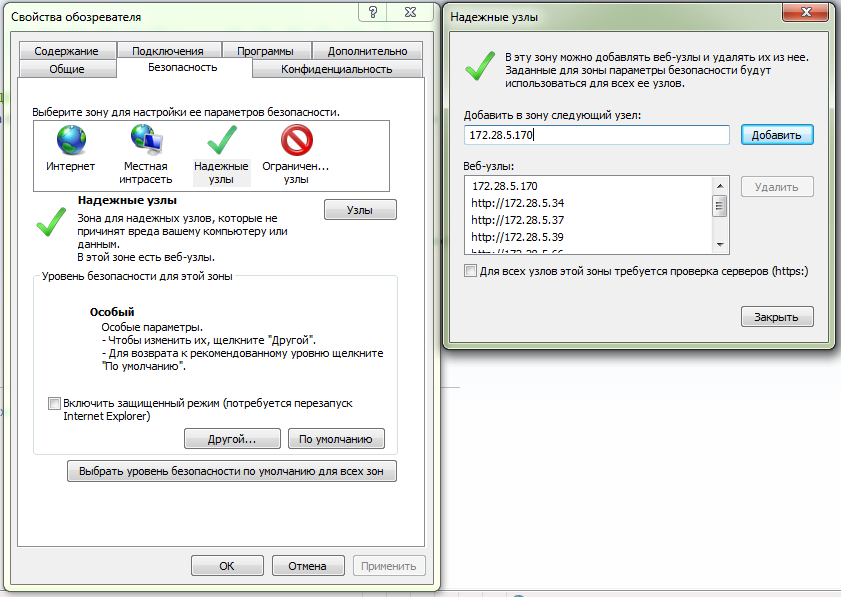 Свойства обозревателя
Содержание
Подключения
Программы
Дополнительно
Общие
Безопасность
Конфиденциальность
Выберите зону для настройки ее параметров безопасности.
Интернет
Местная
интрасеть
Надежные
узлы
Ограничен...
узлы
Надежные узлы
Зона для надежных узлов, которые не
причинят вреда вашему компьютеру или
данным.
В этой зоне есть веб-узлы.
Узлы
Уровень безопасности для этой зоны
Особый
Особые параметры.
- Чтобы изменить их, щелкните "Другой".
- Для возврата к рекомендованному уровню щелкните
"По умолчанию".
Включить защищенный режим (потребуется перезапуск
Internet Explorer)
Другой...
По умолчанию
Выбрать уровень безопасности по умолчанию для всех зон
ОК
Отмена
Применить
Надежные узлы
В эту зону можно добавлять веб-узлы и удалять их из нее.
Заданные для зоны параметры безопасности будут
использоваться для всех ее узлов.
Добавить в зону следующий узел:
172.28.5.170
Добавить
Веб-узлы:
172.28.5.170
http://172.28.5.34
http://172.28.5.37
http://172.28.5.39
Удалить
Для всех узлов этой зоны требуется проверка серверов (https:)
Закрыть